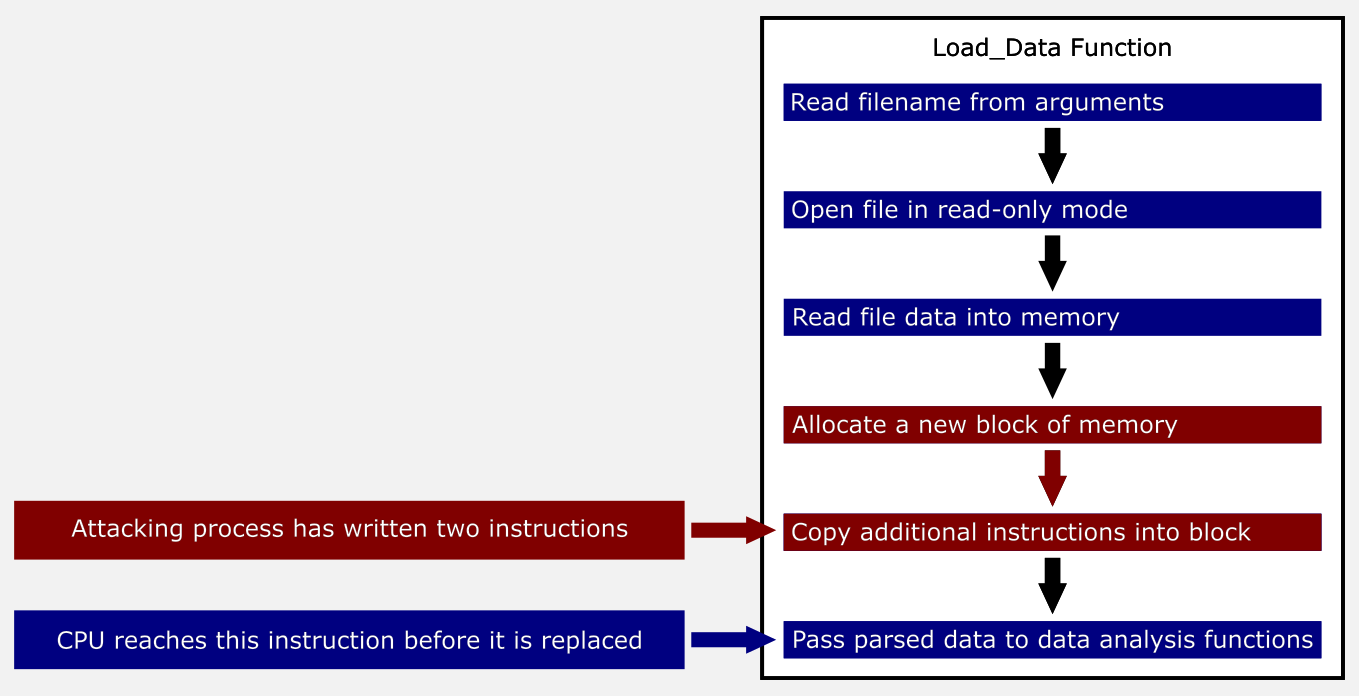 Load_Data Function
Read filename from arguments
Open file in read-only mode
Read file data into memory
Allocate a new block of memory
Attacking process has written two instructions
Copy additional instructions into block
CPU reaches this instruction before it is replaced
Pass parsed data to data analysis functions